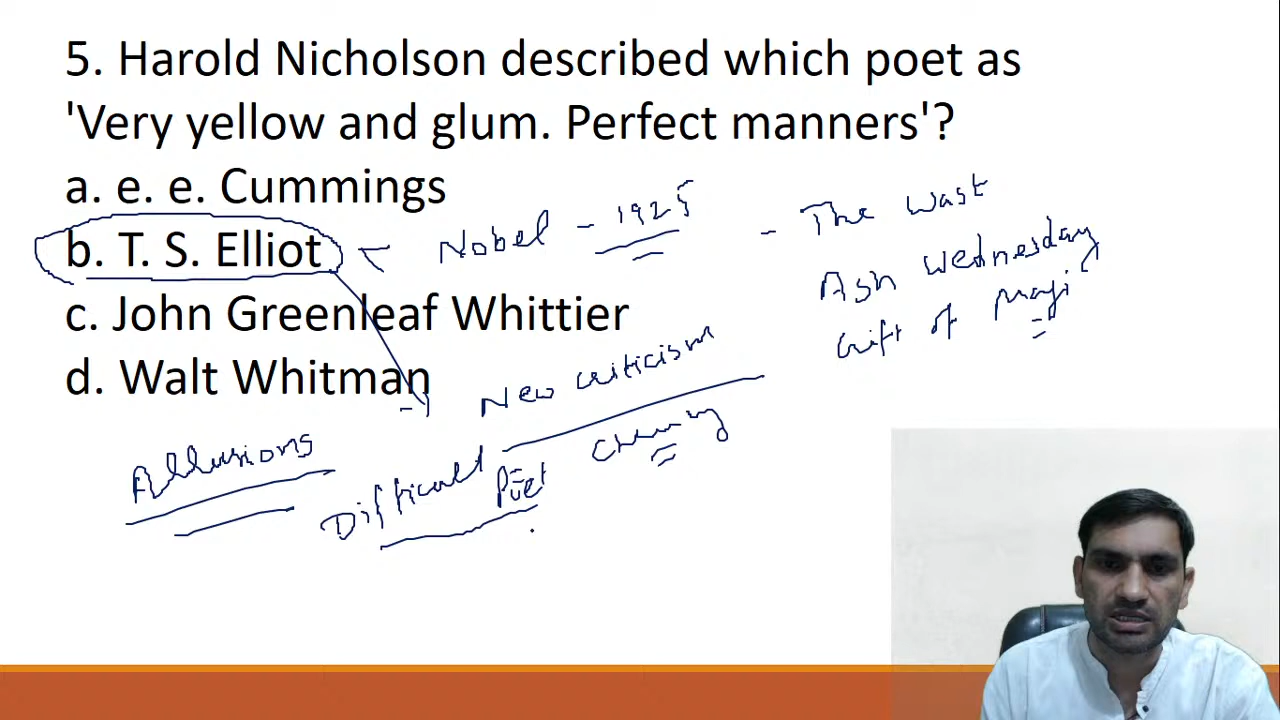 5. Harold Nicholson described which poet as
'Very yellow and glum. Perfect manners'?
a. e. e. Cummings
b. T. S. Elliot
c. John Greenleaf Whittier
d. Walt Whitman
Nobel - 1925
- The Wast
Ash Wednesday
Gift of Magi
New Criticism
Allusions
Difficult Poet